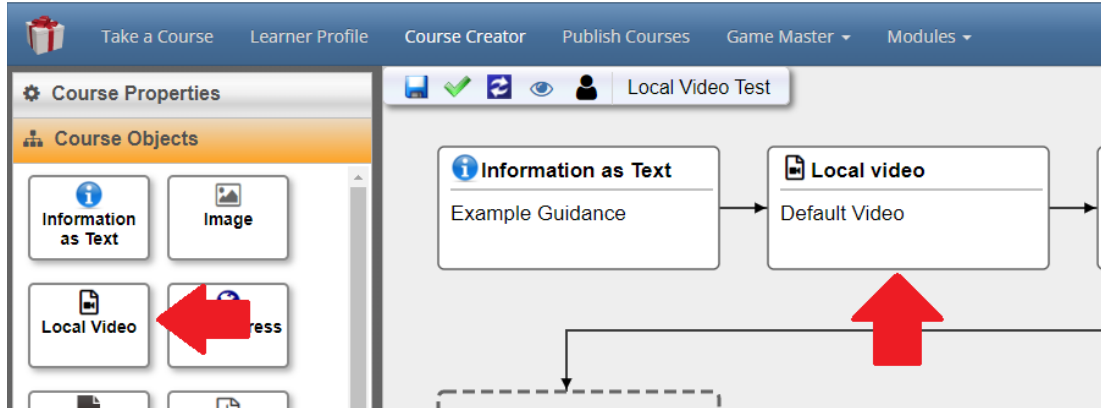 Take a Course Learner Profile Course Creator Publish Courses Game Master Modules
Course Properties
Local Video Test
Course Objects
Information
as Text
Image
Local Video
Information as Text
Example Guidance
Local video
Default Video